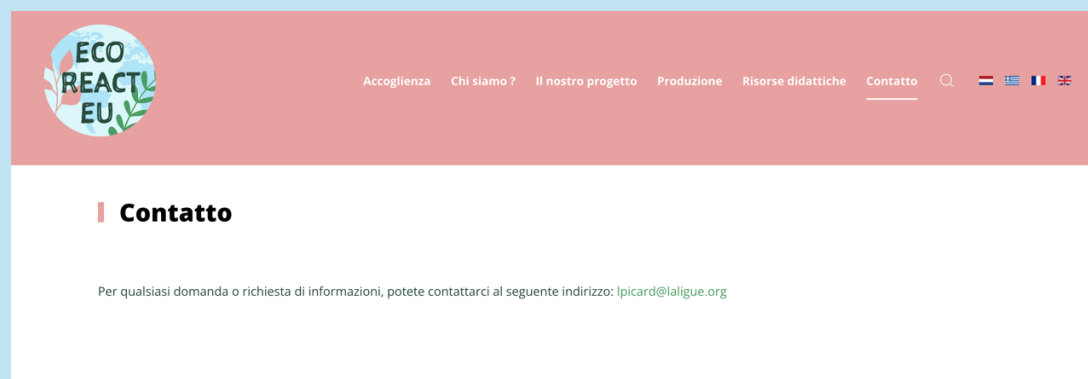 ECO
REACT
EU
Accoglienza Chi siamo ? Il nostro progetto Produzione Risorse didattiche Contatto
Contatto
Per qualsiasi domanda o richiesta di informazioni, potete contattarci al seguente indirizzo: lpicard@laligue.org